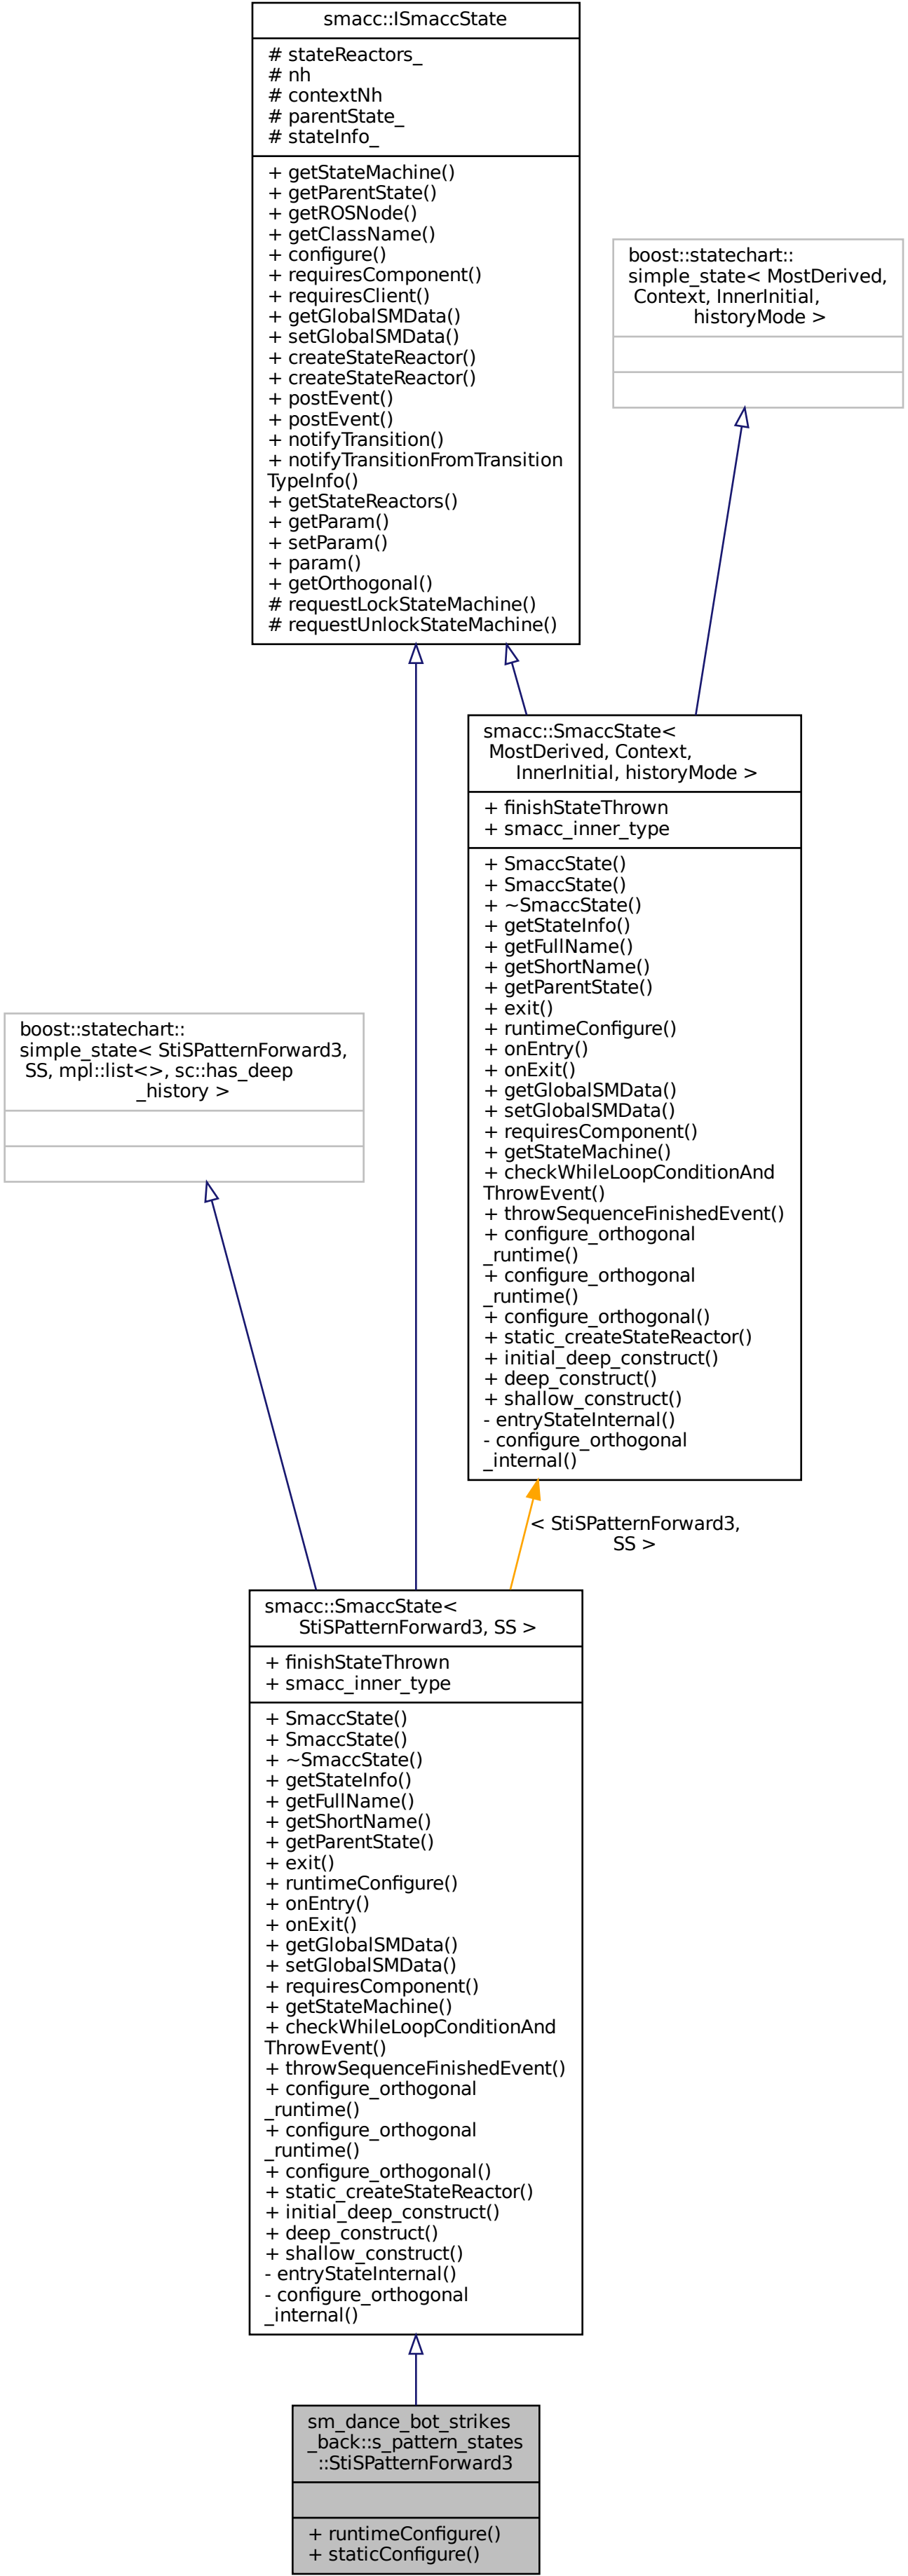 smacc::ISmaccState
# stateReactors_
# nh
# contextNh
# parentState_
# stateInfo_
+ getStateMachine()
+ getParentState()
+ getROSNode()
+ getClassName()
+ configure()
+ requiresComponent()
+ requiresClient()
+ getGlobalSMData()
+ setGlobalSMData()
+ createStateReactor()
+ createStateReactor()
+ postEvent()
+ postEvent()
+ notifyTransition()
+ notifyTransitionFromTransition
TypeInfo()
+ getStateReactors()
+ getParam()
+ setParam()
+ param()
+ getOrthogonal()
# requestLockStateMachine()
# requestUnlockStateMachine()
boost::statechart::
simple_state< MostDerived,
Context, InnerInitial,
historyMode >
smacc::SmaccState<
MostDerived, Context,
InnerInitial, historyMode >
+ finishStateThrown
+ smacc_inner_type
+ SmaccState()
+ SmaccState()
+ ~SmaccState()
+ getStateInfo()
+ getFullName()
+ getShortName()
+ getParentState()
+ exit()
+ runtimeConfigure()
+ onEntry()
+ onExit()
+ getGlobalSMData()
+ setGlobalSMData()
+ requiresComponent()
+ getStateMachine()
+ checkWhileLoopConditionAnd
ThrowEvent()
+ throwSequenceFinishedEvent()
+ configure_orthogonal
_runtime()
+ configure_orthogonal
_runtime()
+ configure_orthogonal()
+ static_createStateReactor()
+ initial_deep_construct()
+ deep_construct()
+ shallow_construct()
- entryStateInternal()
- configure_orthogonal
_internal()
boost::statechart::
simple_state< StiSPatternForward3,
SS, mpl::list<>, sc::has_deep
_history >
< StiSPatternForward3,
SS >
smacc::SmaccState<
StiSPatternForward3, SS >
+ finishStateThrown
+ smacc_inner_type
+ SmaccState()
+ SmaccState()
+ ~SmaccState()
+ getStateInfo()
+ getFullName()
+ getShortName()
+ getParentState()
+ exit()
+ runtimeConfigure()
+ onEntry()
+ onExit()
+ getGlobalSMData()
+ setGlobalSMData()
+ requiresComponent()
+ getStateMachine()
+ checkWhileLoopConditionAnd
ThrowEvent()
+ throwSequenceFinishedEvent()
+ configure_orthogonal
_runtime()
+ configure_orthogonal
_runtime()
+ configure_orthogonal()
+ static_createStateReactor()
+ initial_deep_construct()
+ deep_construct()
+ shallow_construct()
- entryStateInternal()
- configure_orthogonal
_internal()
sm_dance_bot_strikes
_back::s_pattern_states
::StiSPatternForward3
+ runtimeConfigure()
+ staticConfigure()